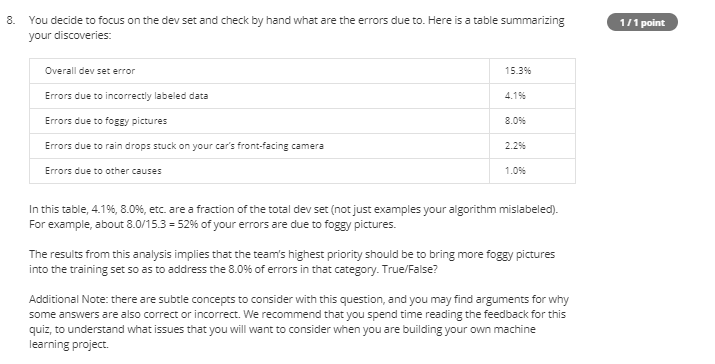 8. You decide to focus on the dev set and check by hand what are the errors due to. Here is a table summarizing
your discoveries:
1 / 1 point
Overall dev set error 15.3%
Errors due to incorrectly labeled data 4.1%
Errors due to foggy pictures 8.0%
Errors due to rain drops stuck on your car's front-facing camera 2.2%
Errors due to other causes 1.0%
In this table, 4.1%, 8.0%, etc. are a fraction of the total dev set (not just examples your algorithm mislabeled).
For example, about 8.0/15.3 = 52% of your errors are due to foggy pictures.
The results from this analysis implies that the team's highest priority should be to bring more foggy pictures
into the training set so as to address the 8.0% of errors in that category. True/False?
Additional Note: there are subtle concepts to consider with this question, and you may find arguments for why
some answers are also correct or incorrect. We recommend that you spend time reading the feedback for this
quiz, to understand what issues that you will want to consider when you are building your own machine
learning project.